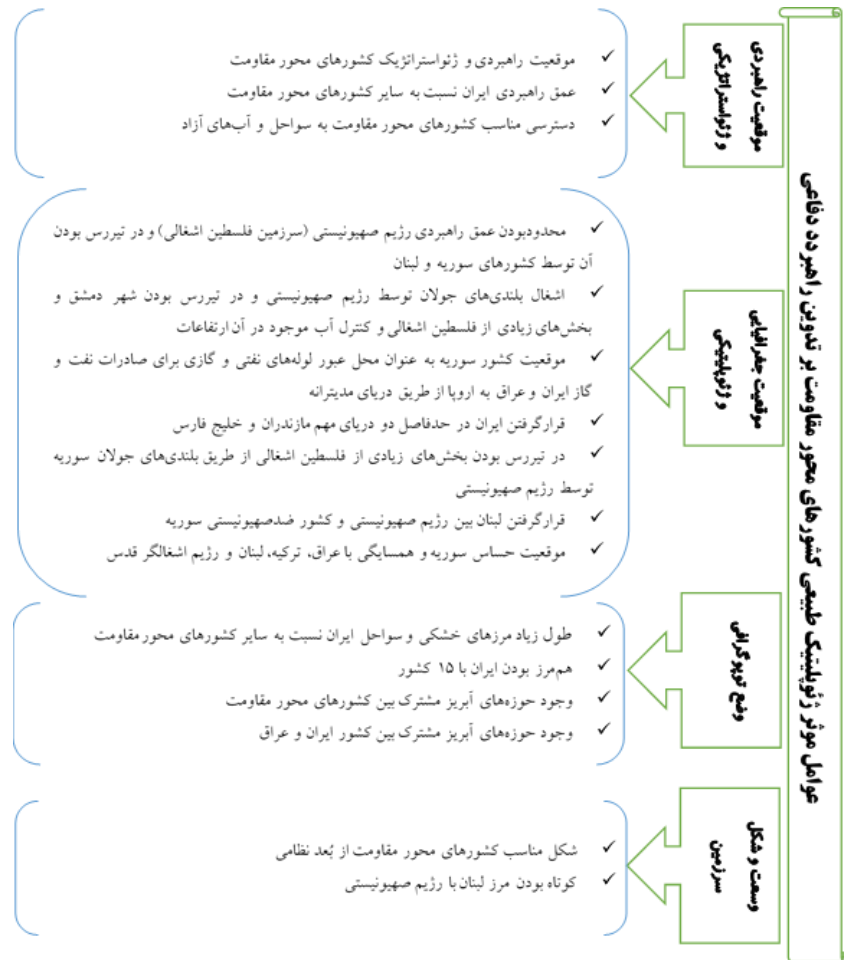 عوامل موثر ژئوپلیتیک طبیعی کشورهای محور مقاومت بر تدوین راهبردد دفاعی
موقعیت راهبردی
و ژئواستراتژیکی
✓ موقعیت راهبردی و ژئواستراتژیک کشورهای محور مقاومت
✓ عمق راهبردی ایران نسبت به سایر کشورهای محور مقاومت
✓ دسترسی مناسب کشورهای محور مقاومت به سواحل و آب‌های آزاد
موقعیت جغرافیایی
و ژئوپلیتیکی
✓ محدودبودن عمق راهبردی رژیم صهیونیستی (سرزمین فلسطین اشغالی) و در تیررس بودن
آن توسط کشورهای سوریه و لبنان
✓ اشغال بلندی‌های جولان توسط رژیم صهیونیستی و در تیررس بودن شهر دمشق و
بخش‌های زیادی از فلسطین اشغالی و کنترل آب موجود در آن ارتفاعات
✓ موقعیت کشور سوریه به عنوان محل عبور لوله‌های نفتی و گازی برای صادرات نفت و
گاز ایران و عراق به اروپا از طریق دریای مدیترانه
✓ قرارگرفتن ایران در حدفاصل دو دریای مهم مازندران و خلیج فارس
✓ در تیررس بودن بخش‌های زیادی از فلسطین اشغالی از طریق بلندی‌های جولان سوریه
توسط رژیم صهیونیستی
✓ قرارگرفتن لبنان بین رژیم صهیونیستی و کشور ضدصهیونیستی سوریه
✓ موقعیت حساس سوریه و همسایگی با عراق، ترکیه، لبنان و رژیم اشغالگر قدس
وضع توپوگرافی
✓ طول زیاد مرزهای خشکی و سواحل ایران نسبت به سایر کشورهای محور مقاومت
✓ هم‌مرز بودن ایران با ۱۵ کشور
✓ وجود حوزه‌های آبریز مشترک بین کشورهای محور مقاومت
✓ وجود حوزه‌های آبریز مشترک بین کشور ایران و عراق
وسعت و شکل
سرزمین
✓ شکل مناسب کشورهای محور مقاومت از بُعد نظامی
✓ کوتاه بودن مرز لبنان با رژیم صهیونیستی